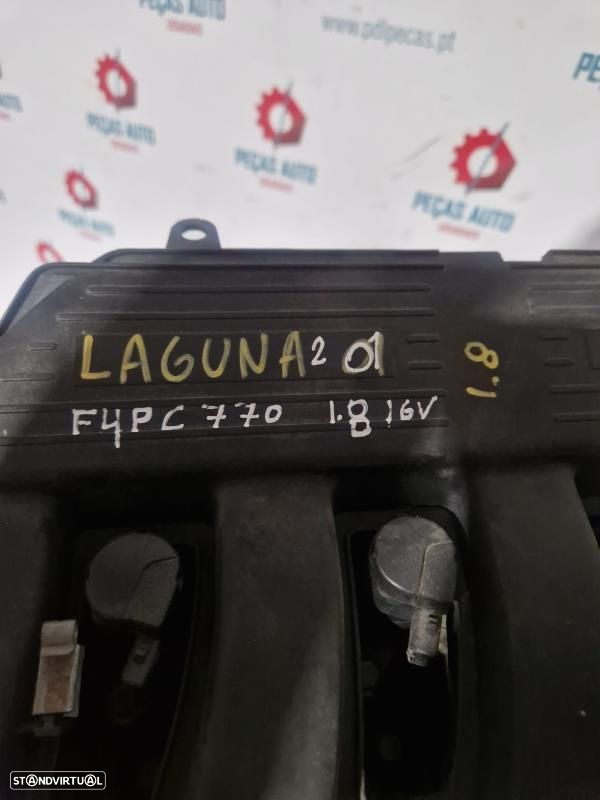 www.pdlpecas.pt
PEÇAS AUTO
USADAS
PEÇAS AUTO
PEÇAS AUTO
PEÇAS AUTO
LAGUNA 2 01
1.8
F4PC 770 1.8 16V
STANDVIRTUAL